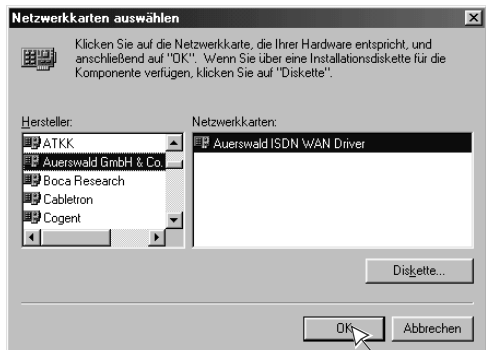 Netzwerkkarten auswählen
Klicken Sie auf die Netzwerkkarte, die Ihrer Hardware entspricht, und
anschließend auf "OK". Wenn Sie über eine Installationsdiskette für die
Komponente verfügen, klicken Sie auf "Diskette".
Hersteller:
ATKK
Auerswald GmbH & Co.
Boca Research
Cabletron
Cogent
Netzwerkkarten:
Auerswald ISDN WAN Driver
Diskette...
OK
Abbrechen